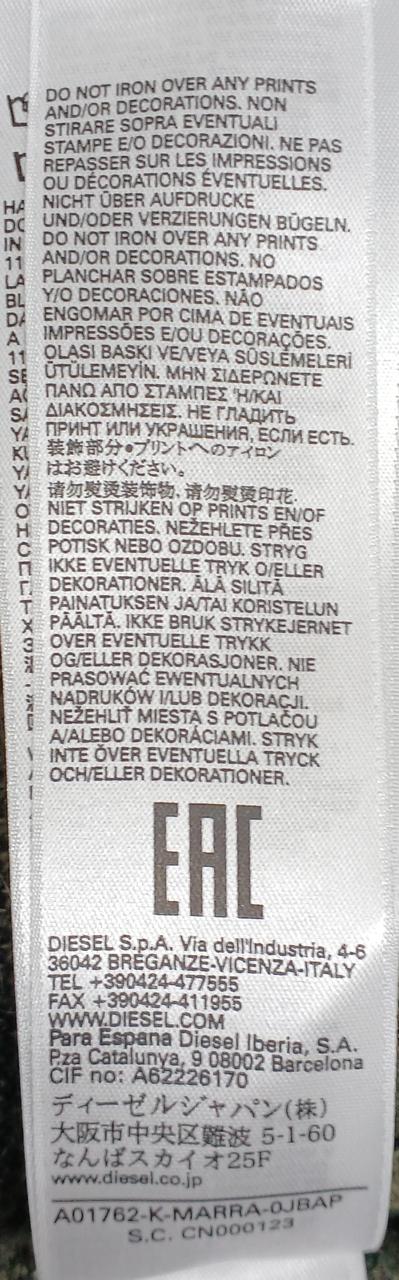 DO NOT IRON OVER ANY PRINTS
AND/OR DECORATIONS. NON
STIRARE SOPRA EVENTUALI
STAMPE E/O DECORAZIONI. NE PAS
REPASSER SUR LES IMPRESSIONS
OU DÉCORATIONS ÉVENTUELLES.
NICHT ÜBER AUFDRUCKE
UND/ODER VERZIERUNGEN BÜGELN.
DO NOT IRON OVER ANY PRINTS
AND/OR DECORATIONS. NO
PLANCHAR SOBRE ESTAMPADOS
Y/O DECORACIONES. NÃO
ENGOMAR POR CIMA DE EVENTUAIS
IMPRESSÕES E/OU DECORAÇÕES.
OLASI BASKI VE/VEYA SÜSLEMELERİ
ÜTÜLEMEYİN. ΜΗΝ ΣΙΔΕΡΩΝΕΤΕ
ΠΑΝΩ ΑΠΟ ΣΤΑΜΠΕΣ Ή/ΚΑΙ
ΔΙΑΚΟΣΜΗΣΕΙΣ. НЕ ГЛАДИТЬ
ПРИНТ ИЛИ УКРАШЕНИЯ, ЕСЛИ ЕСТЬ.
装飾部分•プリントへのアイロン
はお避けください。
请勿熨烫装饰物, 请勿熨烫印花.
NIET STRIJKEN OP PRINTS EN/OF
DECORATIES. NEŽEHLETE PŘES
POTISK NEBO OZDOBU. STRYG
IKKE EVENTUELLE TRYK O/ELLER
DEKORATIONER. ÄLÄ SILITÄ
PAINATUKSEN JA/TAI KORISTELUN
PÄÄLTÄ. IKKE BRUK STRYKEJERNET
OVER EVENTUELLE TRYKK
OG/ELLER DEKORASJONER. NIE
PRASOWAĆ EWENTUALNYCH
NADRUKÓW I/LUB DEKORACJI.
NEŽEHLIŤ MIESTA S POTLAČOU
A/ALEBO DEKORÁCIAMI. STRYK
INTE ÖVER EVENTUELLA TRYCK
OCH/ELLER DEKORATIONER.
EAC
DIESEL S.p.A. Via dell'Industria, 4-6
36042 BREGANZE-VICENZA-ITALY
TEL +390424-477555
FAX +390424-411955
WWW.DIESEL.COM
Para Espana Diesel Iberia, S.A.
P.za Catalunya, 9 08002 Barcelona
CIF no: A62226170
ディーゼルジャパン(株)
大阪市中央区難波 5-1-60
なんばスカイオ25F
www.diesel.co.jp
A01762-K-MARRA-0JBAP
S.C. CN000123